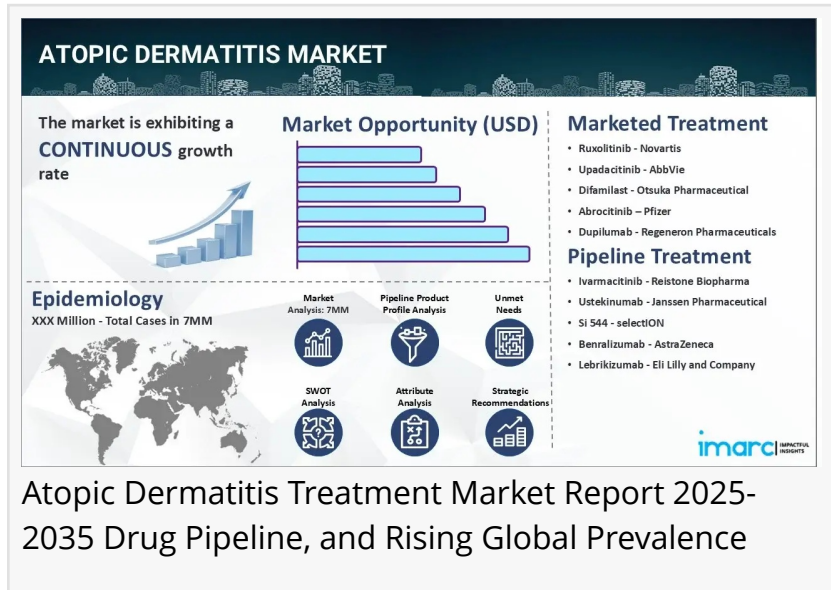 ATOPIC DERMATITIS MARKET
The market is exhibiting a
CONTINUOUS growth
rate
Market Opportunity (USD)
Epidemiology
XXX Million - Total Cases in 7MM
Market
Analysis: 7MM
Pipeline Product
Profile Analysis
Unmet
Needs
SWOT
Analysis
Attribute
Analysis
Strategic
Recommendations
Marketed Treatment
• Ruxolitinib - Novartis
• Upadacitinib - AbbVie
• Difamilast - Otsuka Pharmaceutical
• Abrocitinib – Pfizer
• Dupilumab - Regeneron Pharmaceuticals
Pipeline Treatment
• Ivarmacitinib - Reistone Biopharma
• Ustekinumab - Janssen Pharmaceutical
• Si 544 - selectION
• Benralizumab - AstraZeneca
• Lebrikizumab - Eli Lilly and Company
imarc IMPACTFUL
INSIGHTS
Atopic Dermatitis Treatment Market Report 2025-
2035 Drug Pipeline, and Rising Global Prevalence